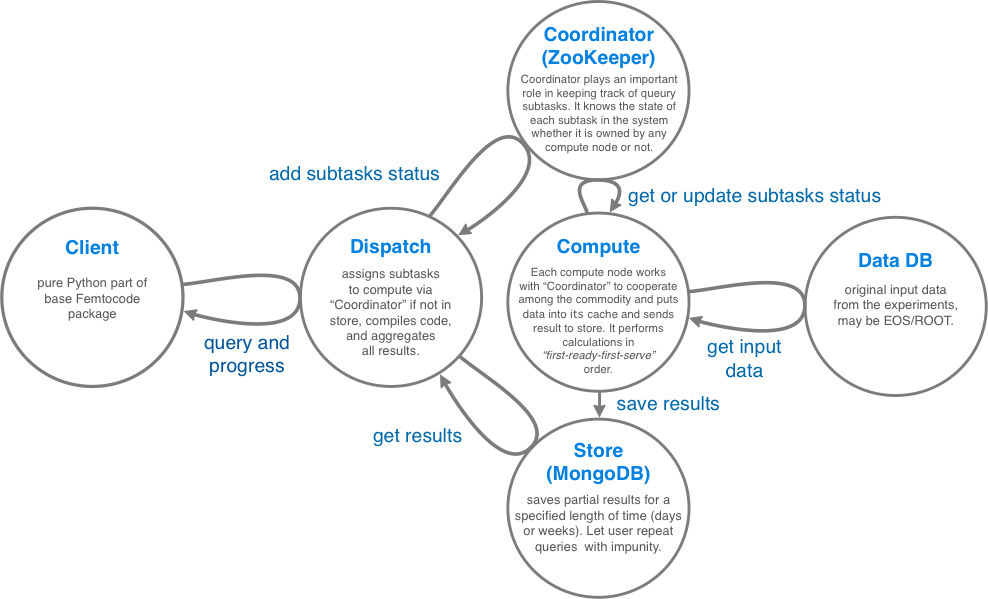 Coordinator
(ZooKeeper)
Coordinator plays an important
role in keeping track of queury
subtasks. It knows the state of
each subtask in the system
whether it is owned by any
compute node or not.
add subtasks status
get or update subtasks status
Client
pure Python part of
base Femtocode
package
query and
progress
Dispatch
assigns subtasks
to compute via
“Coordinator” if not in
store, compiles code,
and aggregates
all results.
Compute
Each compute node works
with “Coordinator” to cooperate
among the commodity and puts
data into its cache and sends
result to store. It performs
calculations in
“first-ready-first-serve”
order.
Data DB
original input data
from the experiments,
may be EOS/ROOT.
get input
data
save results
get results
Store
(MongoDB)
saves partial results for a
specified length of time (days
or weeks). Let user repeat
queries with impunity.